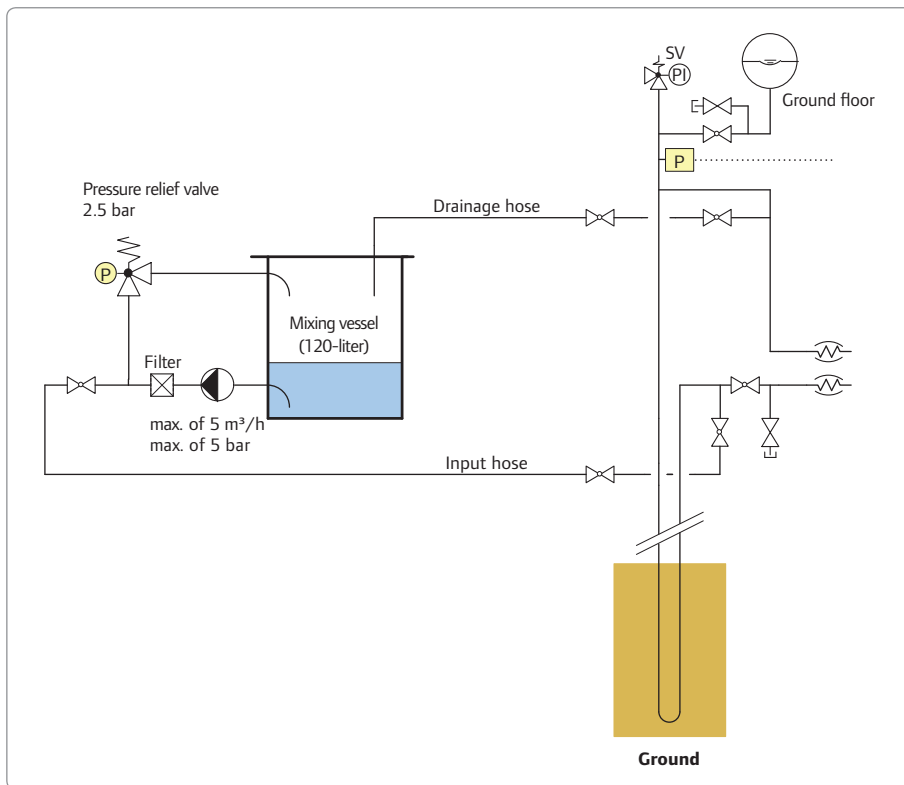 SV
PI
Ground floor
P
Pressure relief valve
2.5 bar
Drainage hose
P
Mixing vessel
(120-liter)
Filter
max. of 5 m³/h
max. of 5 bar
Input hose
Ground